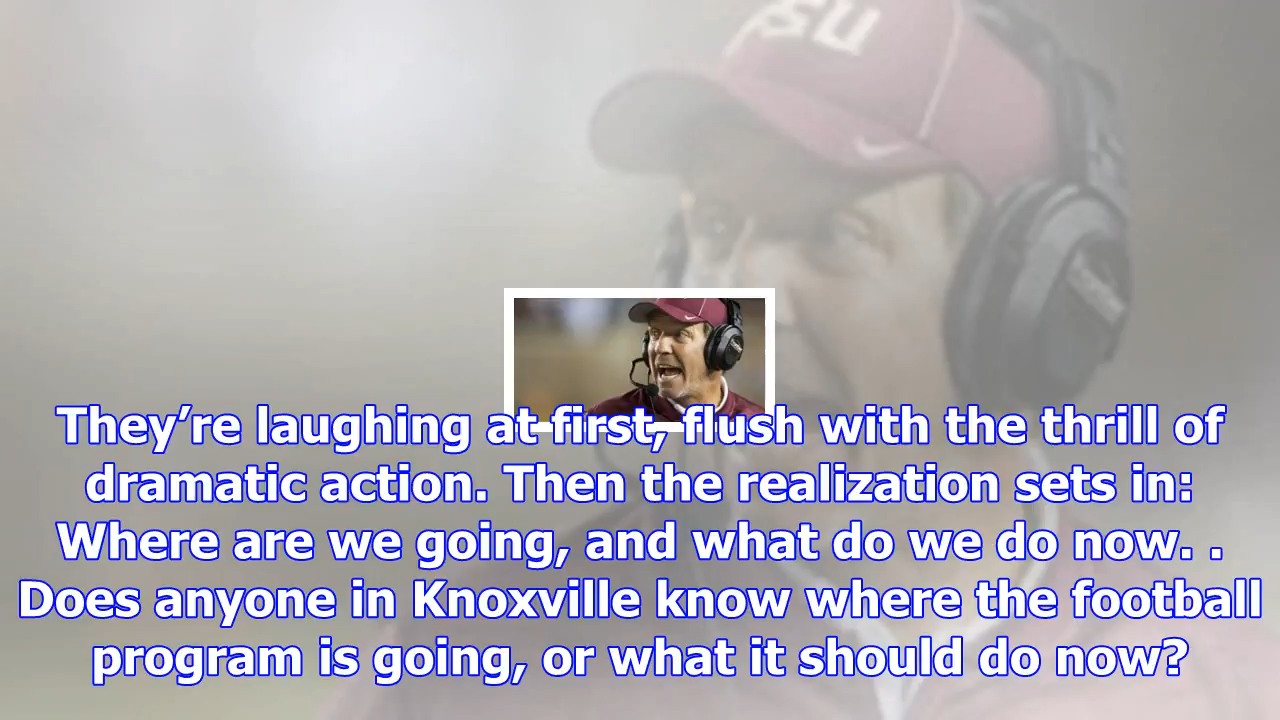 FSU
They’re laughing at first, flush with the thrill of
dramatic action. Then the realization sets in:
Where are we going, and what do we do now. .
Does anyone in Knoxville know where the football
program is going, or what it should do now?